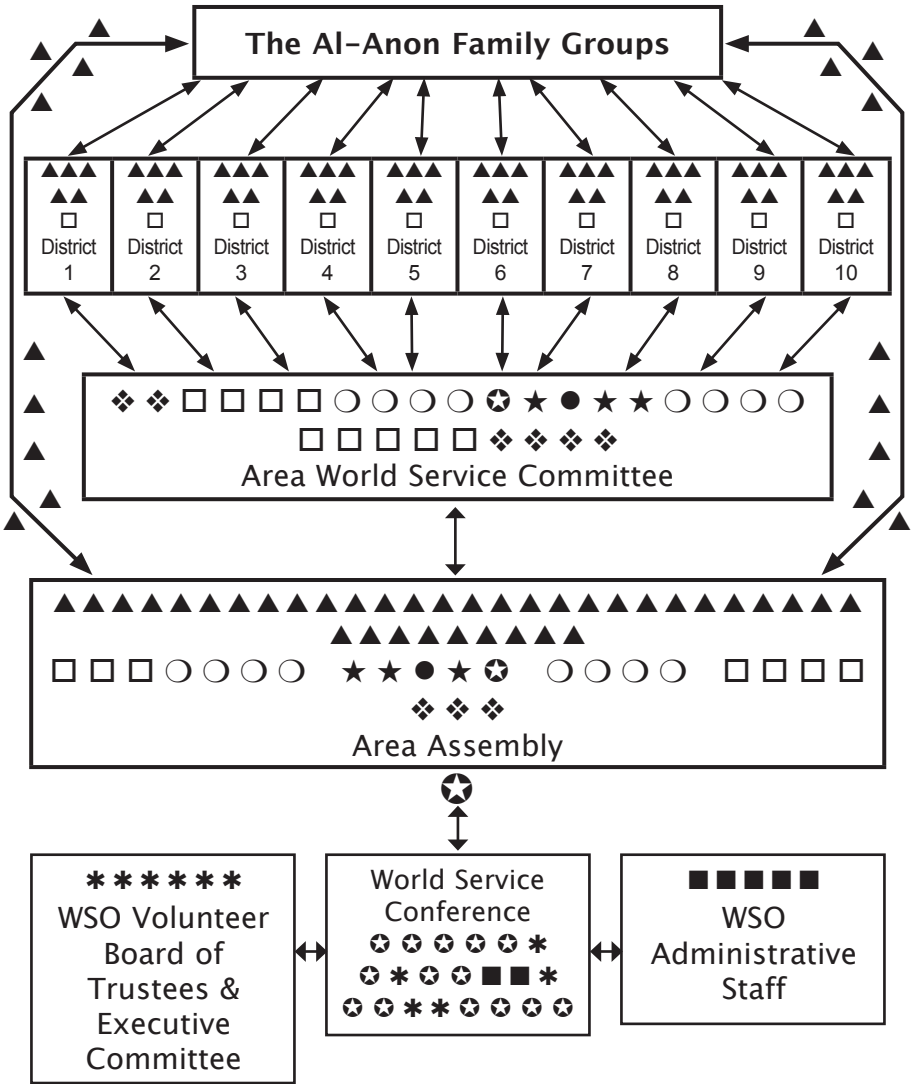 The Al-Anon Family Groups
District
1
District
2
District
3
District
4
District
5
District
6
District
7
District
8
District
9
District
10
Area World Service Committee
Area Assembly
WSO Volunteer
Board of
Trustees &
Executive
Committee
World Service
Conference
WSO
Administrative
Staff